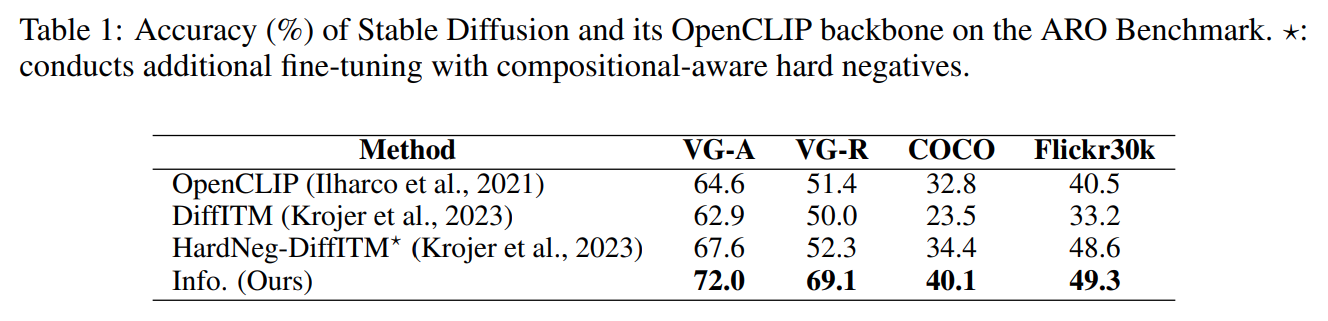 Table 1: Accuracy (%) of Stable Diffusion and its OpenCLIP backbone on the ARO Benchmark. ⋆:
conducts additional fine-tuning with compositional-aware hard negatives.
Method VG-A VG-R COCO Flickr30k
OpenCLIP (Ilharco et al., 2021) 64.6 51.4 32.8 40.5
DiffITM (Krojer et al., 2023) 62.9 50.0 23.5 33.2
HardNeg-DiffITM⋆ (Krojer et al., 2023) 67.6 52.3 34.4 48.6
Info. (Ours) 72.0 69.1 40.1 49.3